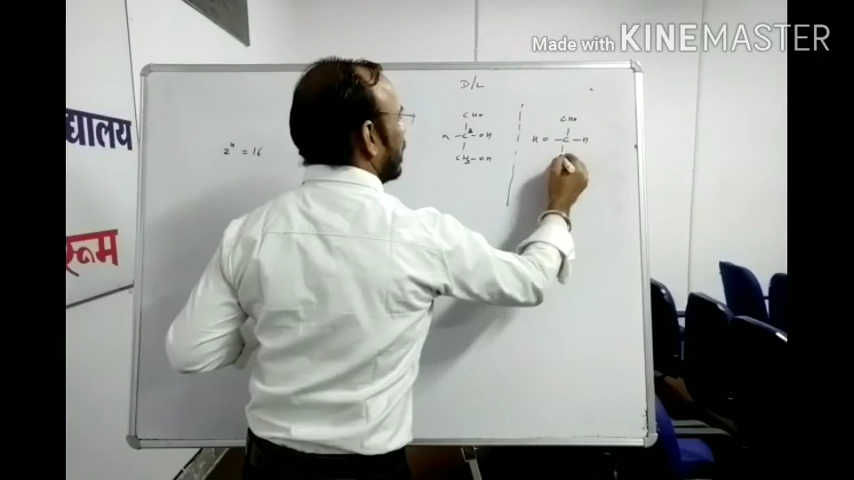 Made with KINEMASTER
द्यालय
रूम
2ⁿ = 16
D/L
CHO
C - OH
CH₂ - OH
CHO
HO - C - H